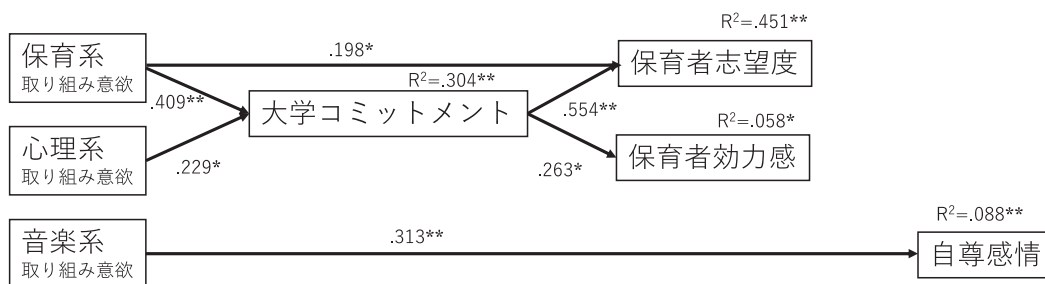 R²=.451**
保育系
取り組み意欲
.198*
保育者志望度
R²=.304**
.409**
大学コミットメント
.554**
R²=.058*
心理系
取り組み意欲
.229*
保育者効力感
.263*
R²=.088**
音楽系
取り組み意欲
.313**
自尊感情